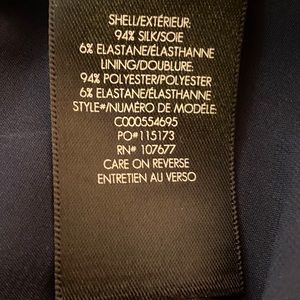 SHELL/EXTÉRIEUR:
94% SILK/SOIE
6% ELASTANE/ÉLASTHANNE
LINING/DOUBLURE:
94% POLYESTER/POLYESTER
6% ELASTANE/ÉLASTHANNE
STYLE#/NUMÉRO DE MODÈLE:
C000554695
PO#115173
RN# 107677
CARE ON REVERSE
ENTRETIEN AU VERSO